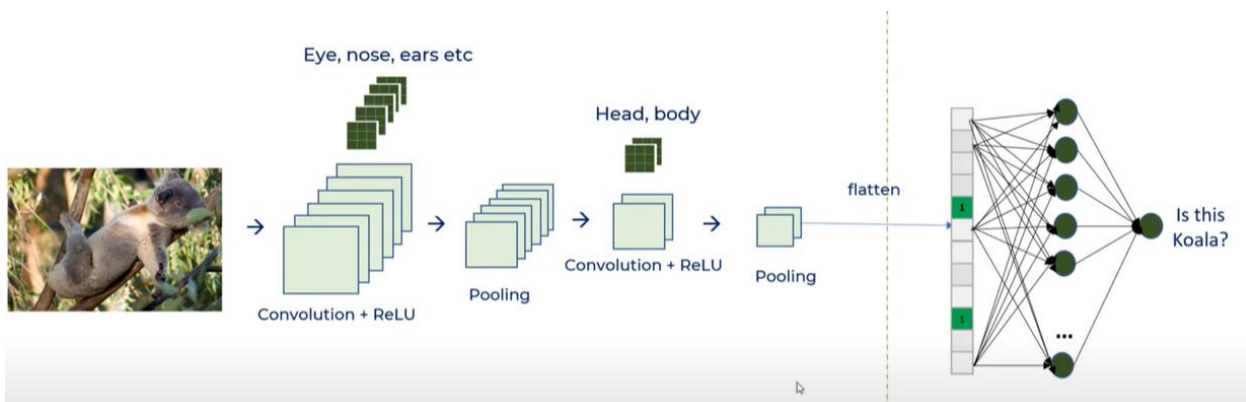 Eye, nose, ears etc
Head, body
flatten
1
1
Is this
Koala?
Convolution + ReLU
Pooling
Convolution + ReLU
Pooling
...